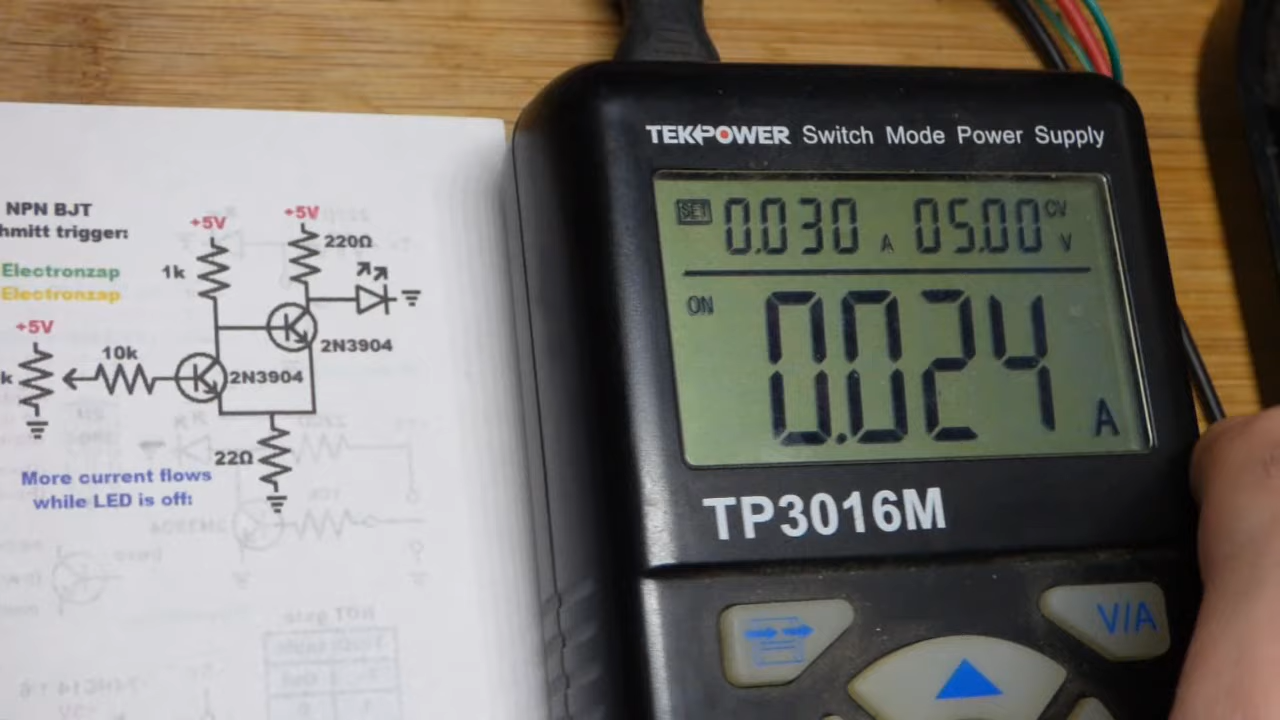 NPN BJT
hmitt trigger:
Electronzap
Electronzap
+5V
+5V
+5V
1k
220Ω
10k
k
2N3904
2N3904
22Ω
More current flows
while LED is off:
TEKPOWER Switch Mode Power Supply
SET 0.030 A 05.00 CV V
ON
0.024 A
TP3016M
V/A